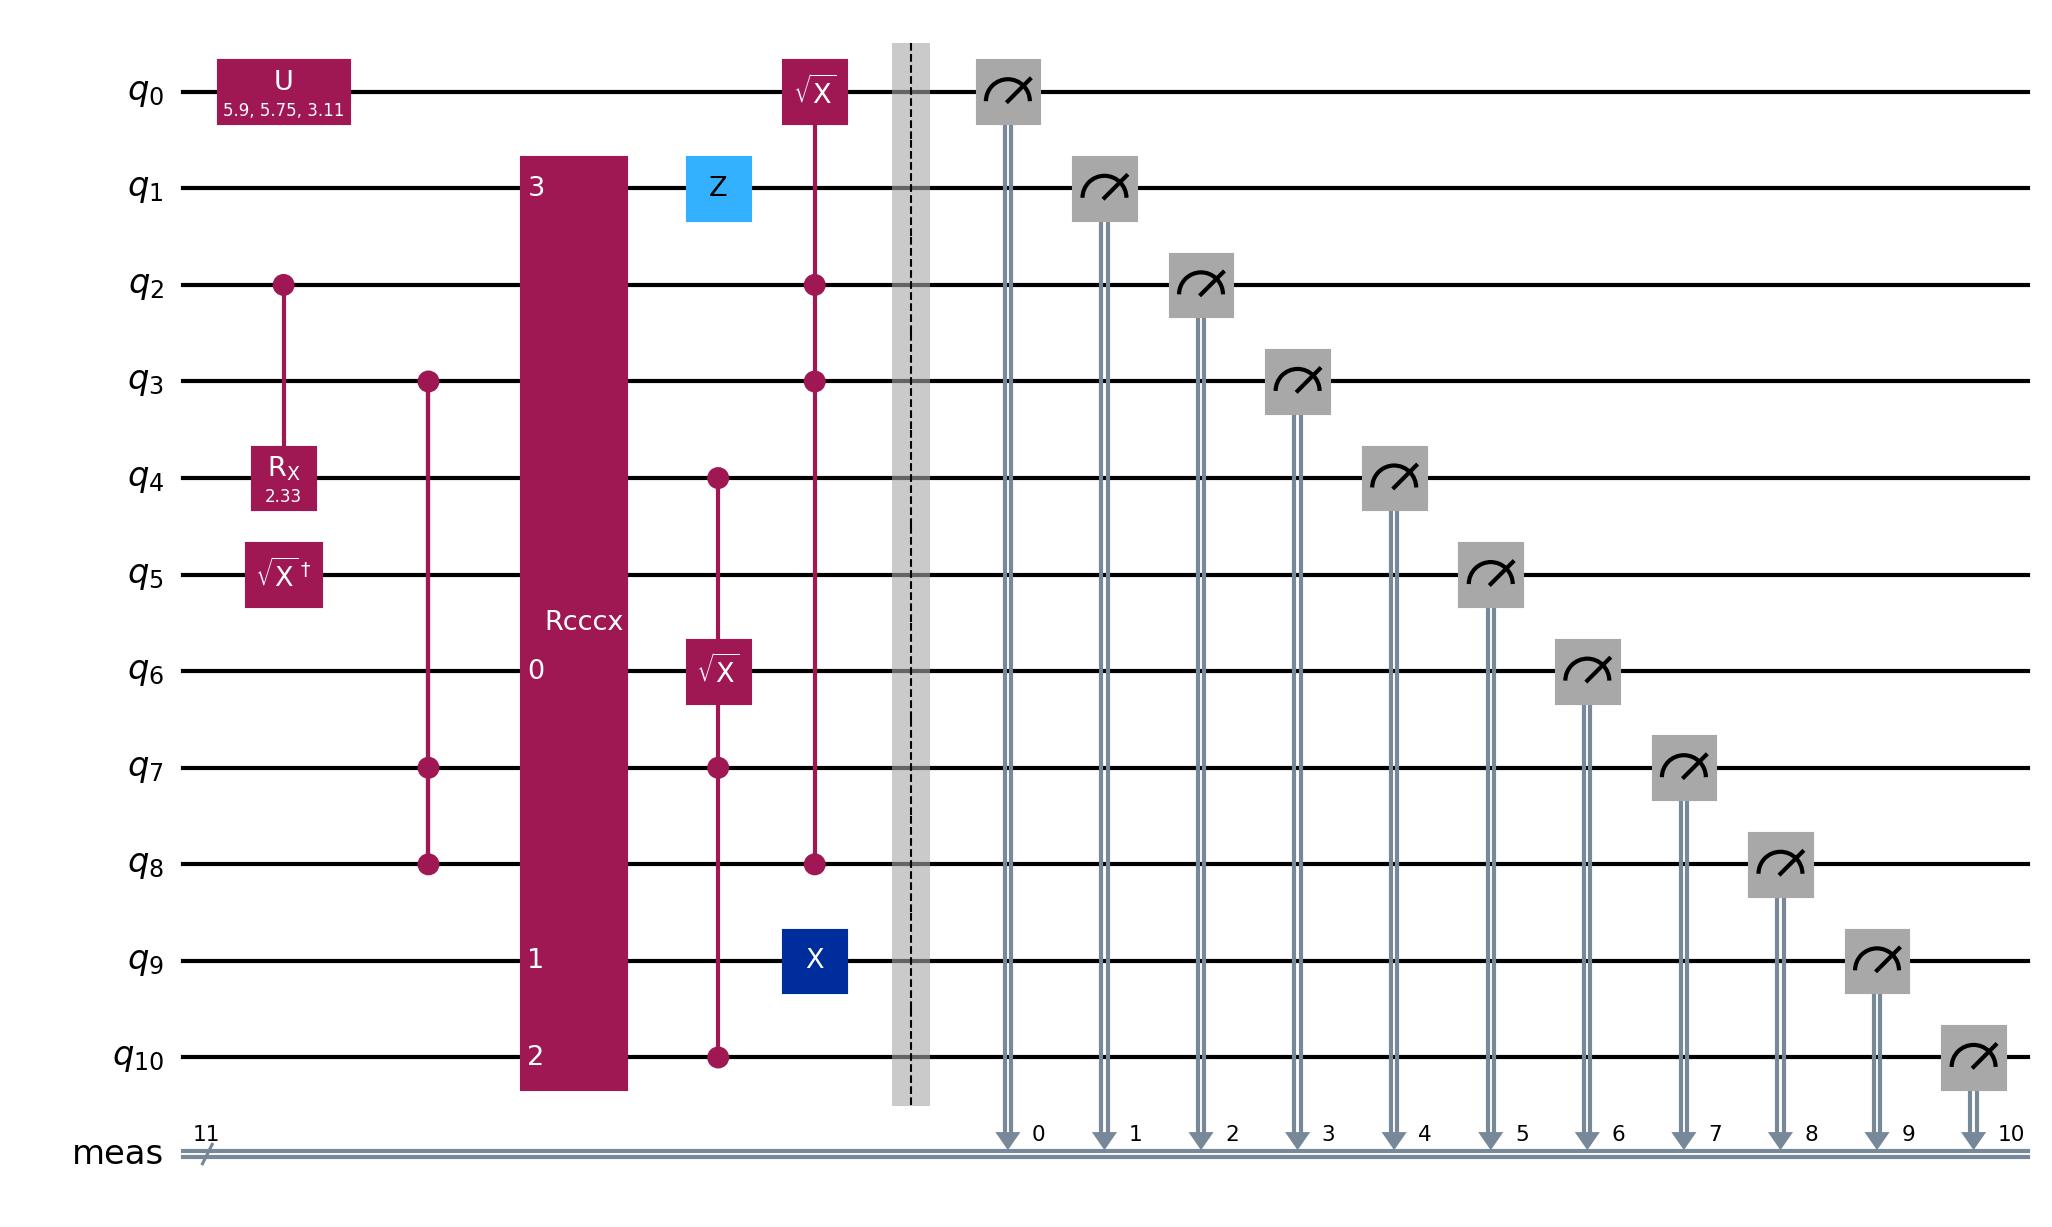 q0 U √X
5.9, 5.75, 3.11
q1 3 Z
q2
q3
q4 RX
2.33
q5 √X†
Rcccx
q6 0 √X
q7
q8
q9 1 X
q10 2
11 0 1 2 3 4 5 6 7 8 9 10
meas